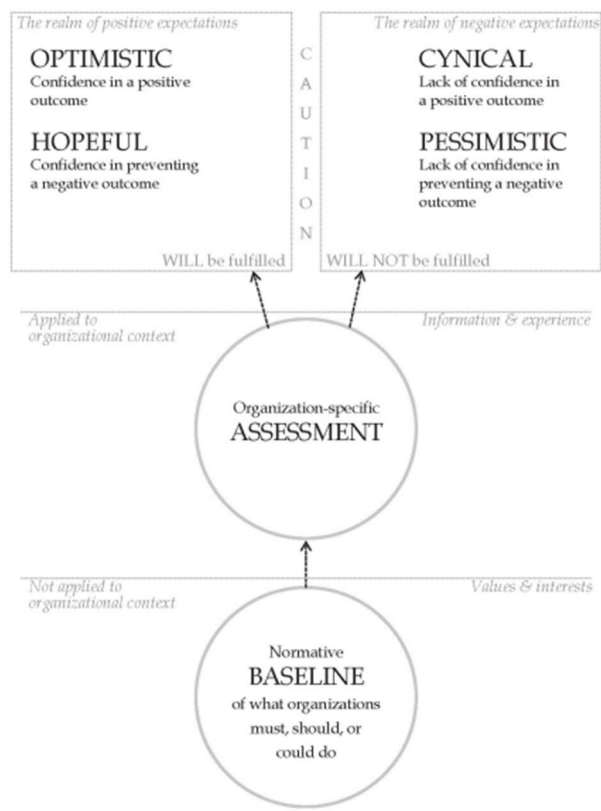 The realm of positive expectations
OPTIMISTIC
Confidence in a positive
outcome
HOPEFUL
Confidence in preventing
a negative outcome
WILL be fulfilled
C
A
U
T
I
O
N
The realm of negative expectations
CYNICAL
Lack of confidence in
a positive outcome
PESSIMISTIC
Lack of confidence in
preventing a negative
outcome
WILL NOT be fulfilled
Applied to
organizational context
Information & experience
Organization-specific
ASSESSMENT
Not applied to
organizational context
Values & interests
Normative
BASELINE
of what organizations
must, should, or
could do